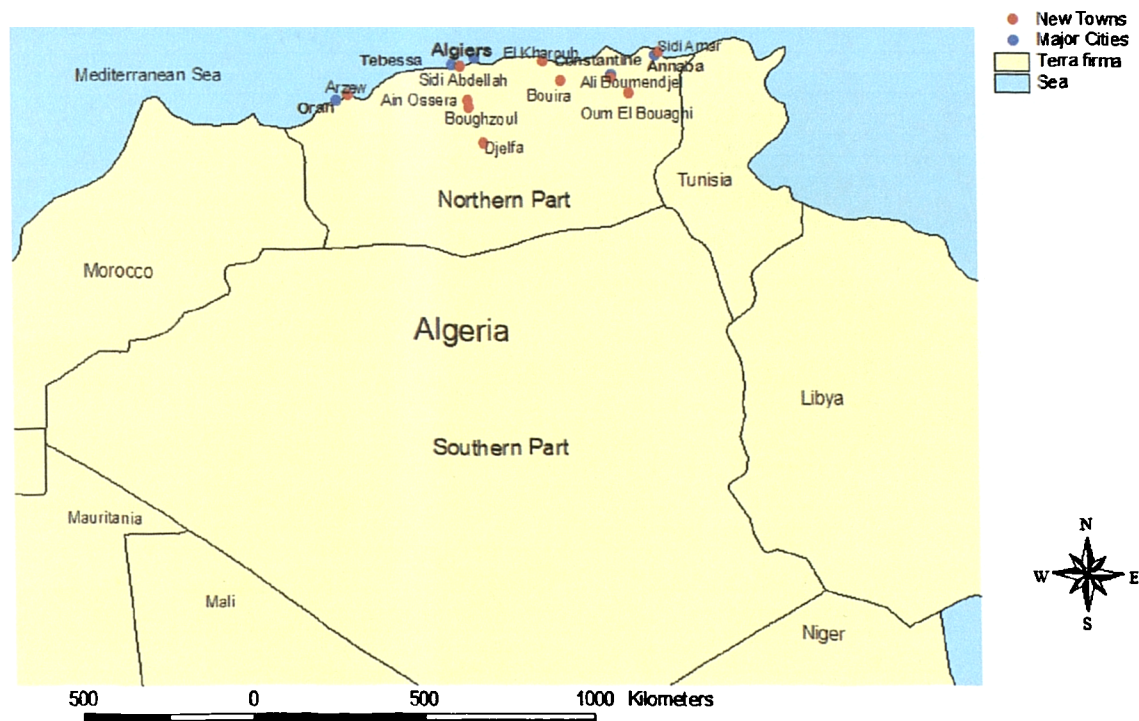 New Towns
Major Cities
Terra firma
Sea
Mediterranean Sea
Tebessa
Algiers
El Kharoub
Constantine
Sidi Amar
Annaba
Sidi Abdellah
Ali Boumendjel
Arzew
Oran
Ain Ossera
Bouira
Boughzoul
Oum El Bouaghi
Djelfa
Northern Part
Tunisia
Morocco
Algeria
Libya
Southern Part
Mauritania
Mali
Niger
N
W E
S
500 0 500 1000 Kilometers